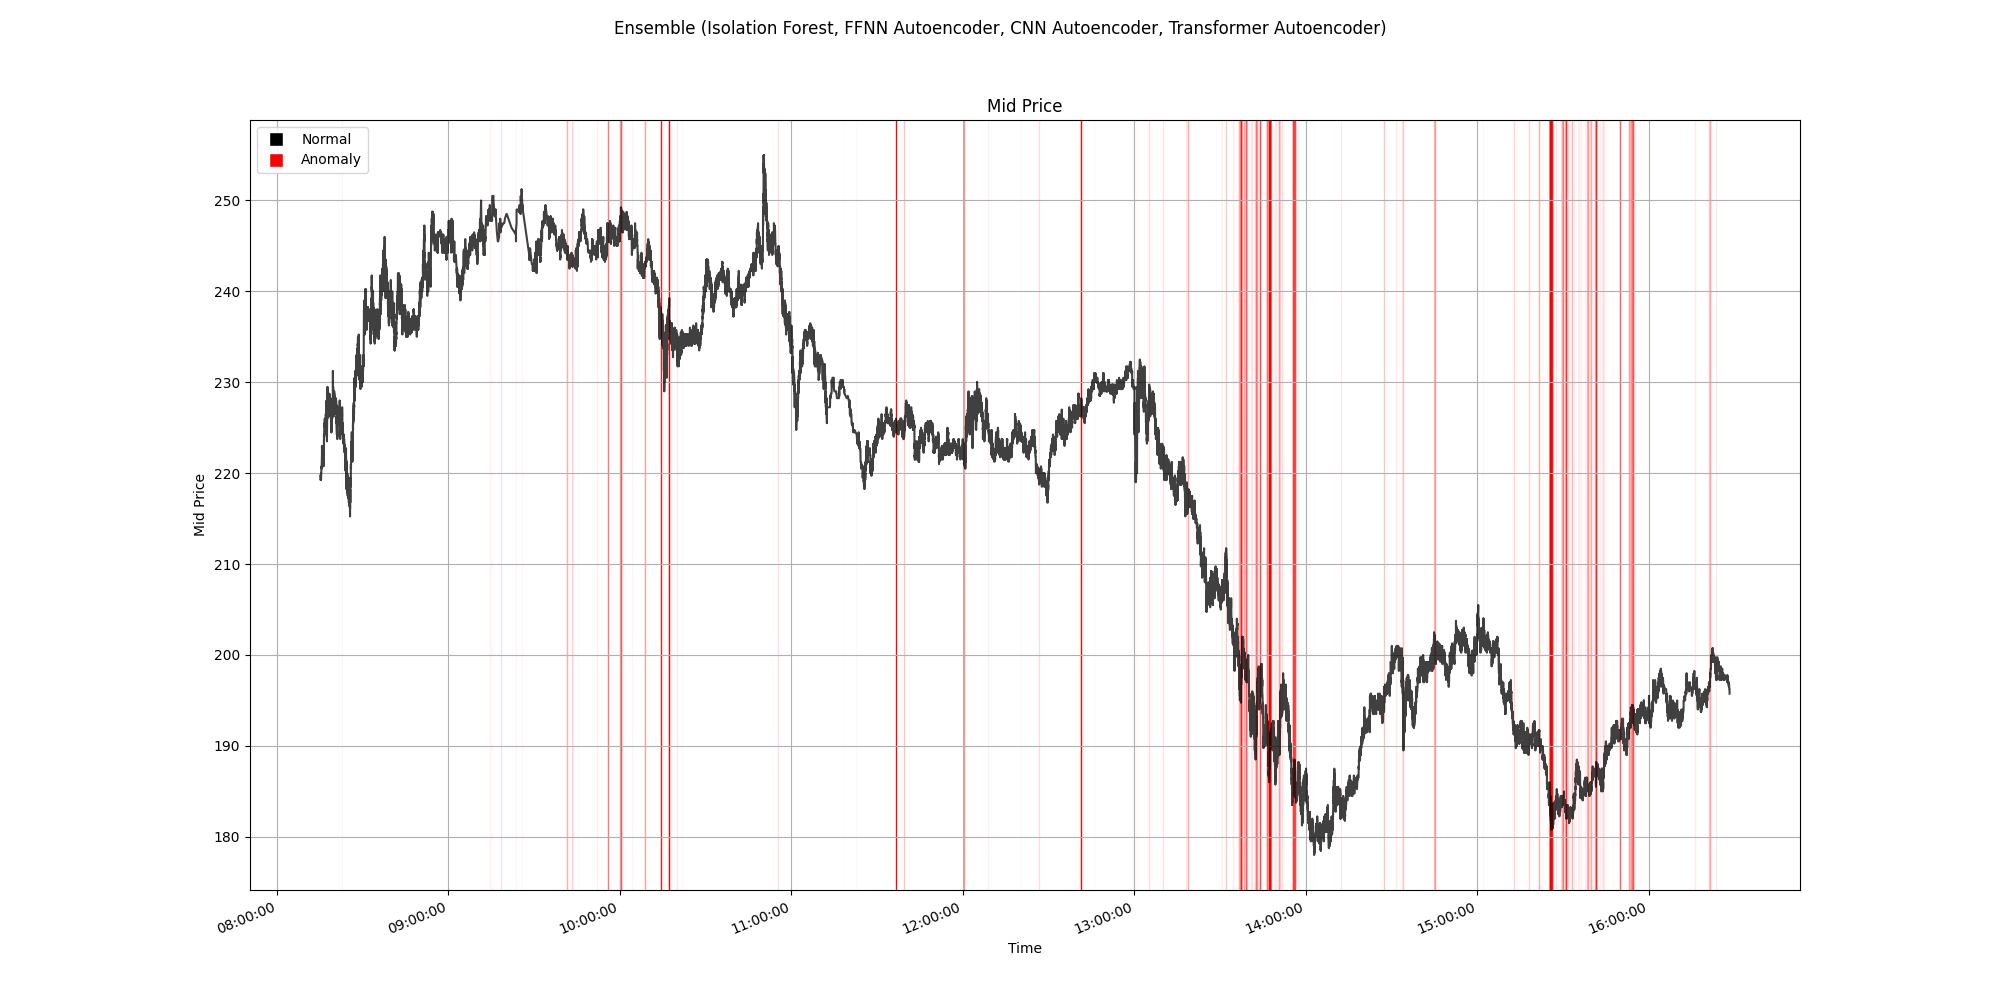 Ensemble (Isolation Forest, FFNN Autoencoder, CNN Autoencoder, Transformer Autoencoder)
Mid Price
Normal
Anomaly
250
240
230
220
210
200
190
180
Mid Price
08:00:00
09:00:00
10:00:00
11:00:00
12:00:00
13:00:00
14:00:00
15:00:00
16:00:00
Time